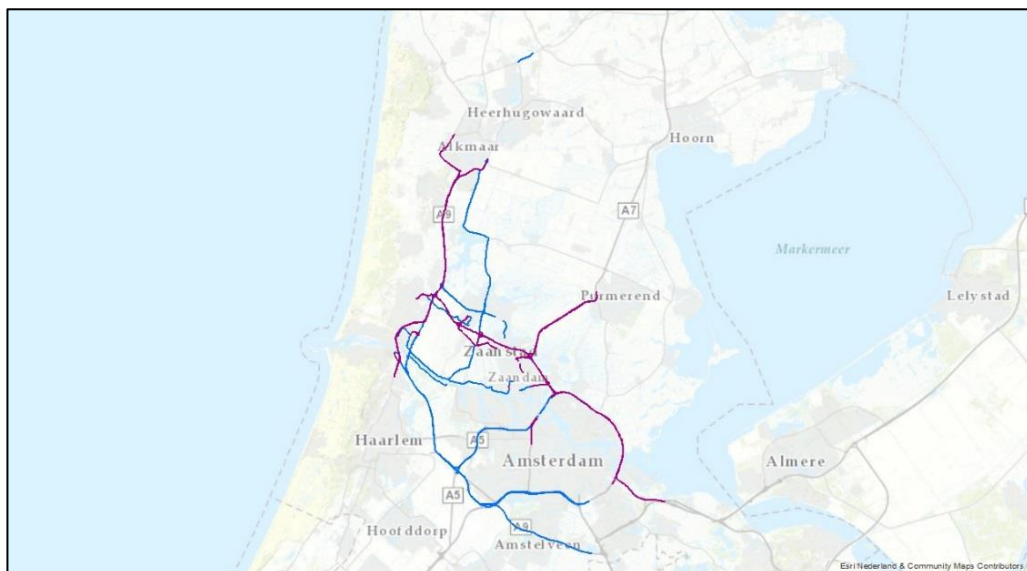 Heerhugowaard
Alkmaar
Hoorn
A9
A7
Markermeer
Purmerend
Lelystad
Zaanstad
Zaandam
Haarlem
A5
Amsterdam
Almere
A5
Hoofddorp
A9
Amstelveen
Esri Nederland & Community Maps Contributors